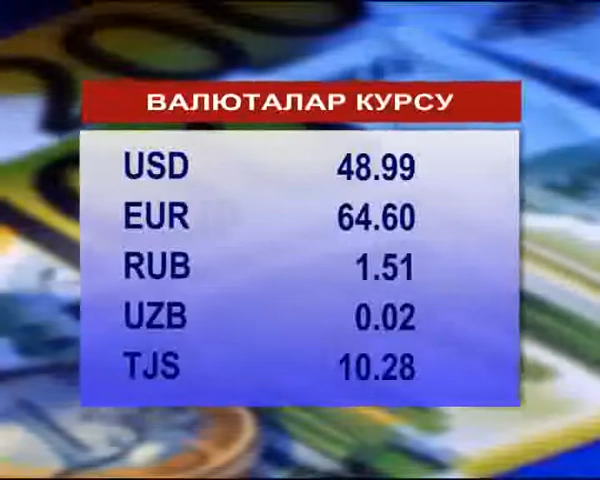 ВАЛЮТАЛАР КУРСУ
USD 48.99
EUR 64.60
RUB 1.51
UZB 0.02
TJS 10.28